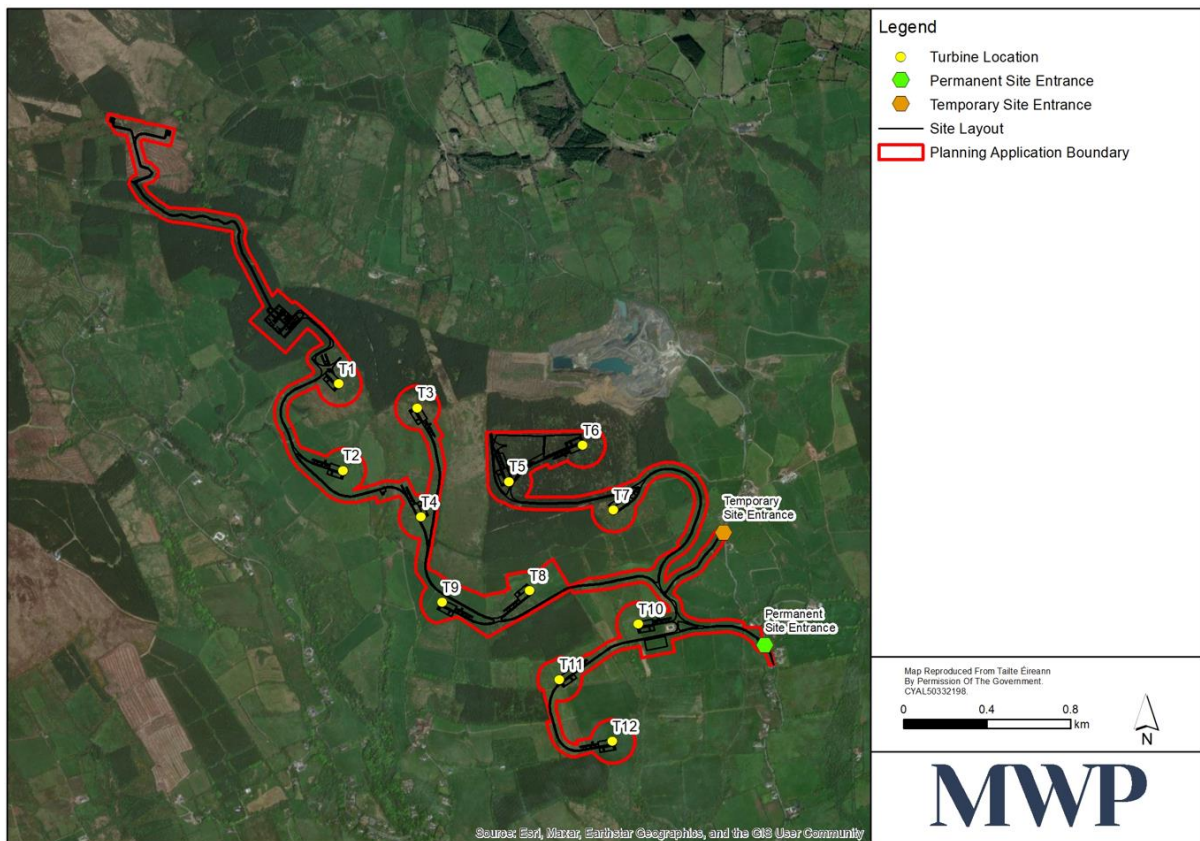 Legend
Turbine Location
Permanent Site Entrance
Temporary Site Entrance
Site Layout
Planning Application Boundary
T1
T3
T6
T2
T5
T7
T4
Temporary
Site Entrance
T8
T9
T10
Permanent
Site Entrance
T11
T12
Map Reproduced From Tailte Éireann
By Permission Of The Government.
CYAL50332198.
0 0.4 0.8
km
N
MWP
Source: Esri, Maxar, Earthstar Geographics, and the GIS User Community